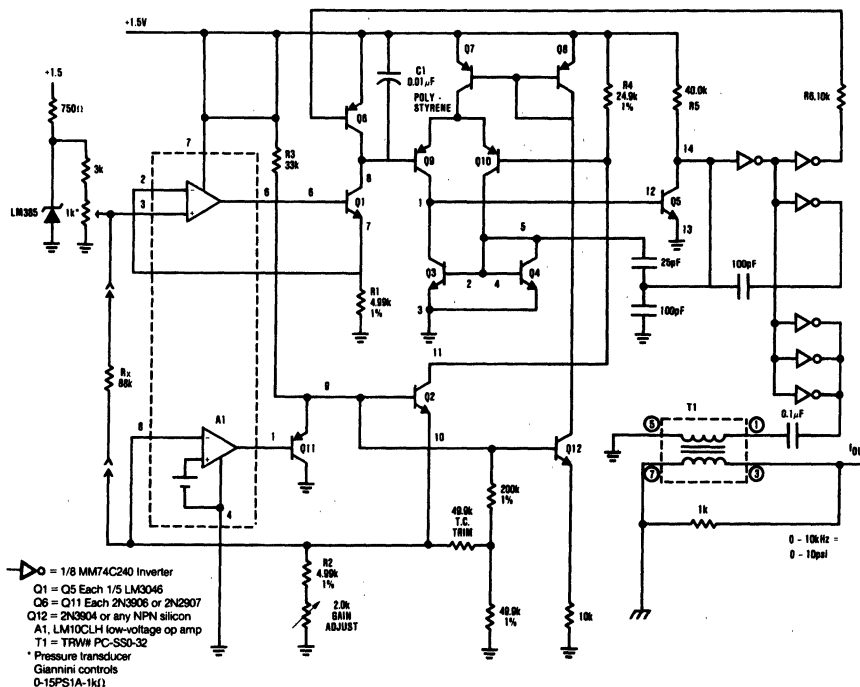 +1.5V
+1.5
750Ω
3k
LM385
1k*
7
2
3
6
6
R3
33k
Q6
C1
0.01µF
POLY-
STYRENE
Q7
Q8
R4
24.9k
1%
40.0k
R5
R6.10k
8
Q1
7
Q9
Q10
1
12
Q5
13
14
R1
4.99k
1%
Q3
2
4
Q4
5
3
25pF
100pF
100pF
RX
88k
9
11
Q2
10
8
A1
1
Q11
4
Q12
T1
5
1
7
3
0.1µF
1k
0 - 10kHz =
0 - 10psi
200k
1%
49.9k
T.C.
TRIM
R2
4.99k
1%
2.0k
GAIN
ADJUST
49.9k
1%
10k
= 1/8 MM74C240 Inverter
Q1 = Q5 Each 1/5 LM3046
Q6 = Q11 Each 2N3906 or 2N2907
Q12 = 2N3904 or any NPN silicon
A1, LM10CLH low-voltage op amp
T1 = TRW# PC-SS0-32
* Pressure transducer
Giannini controls
0-15PS1A-1kΩ